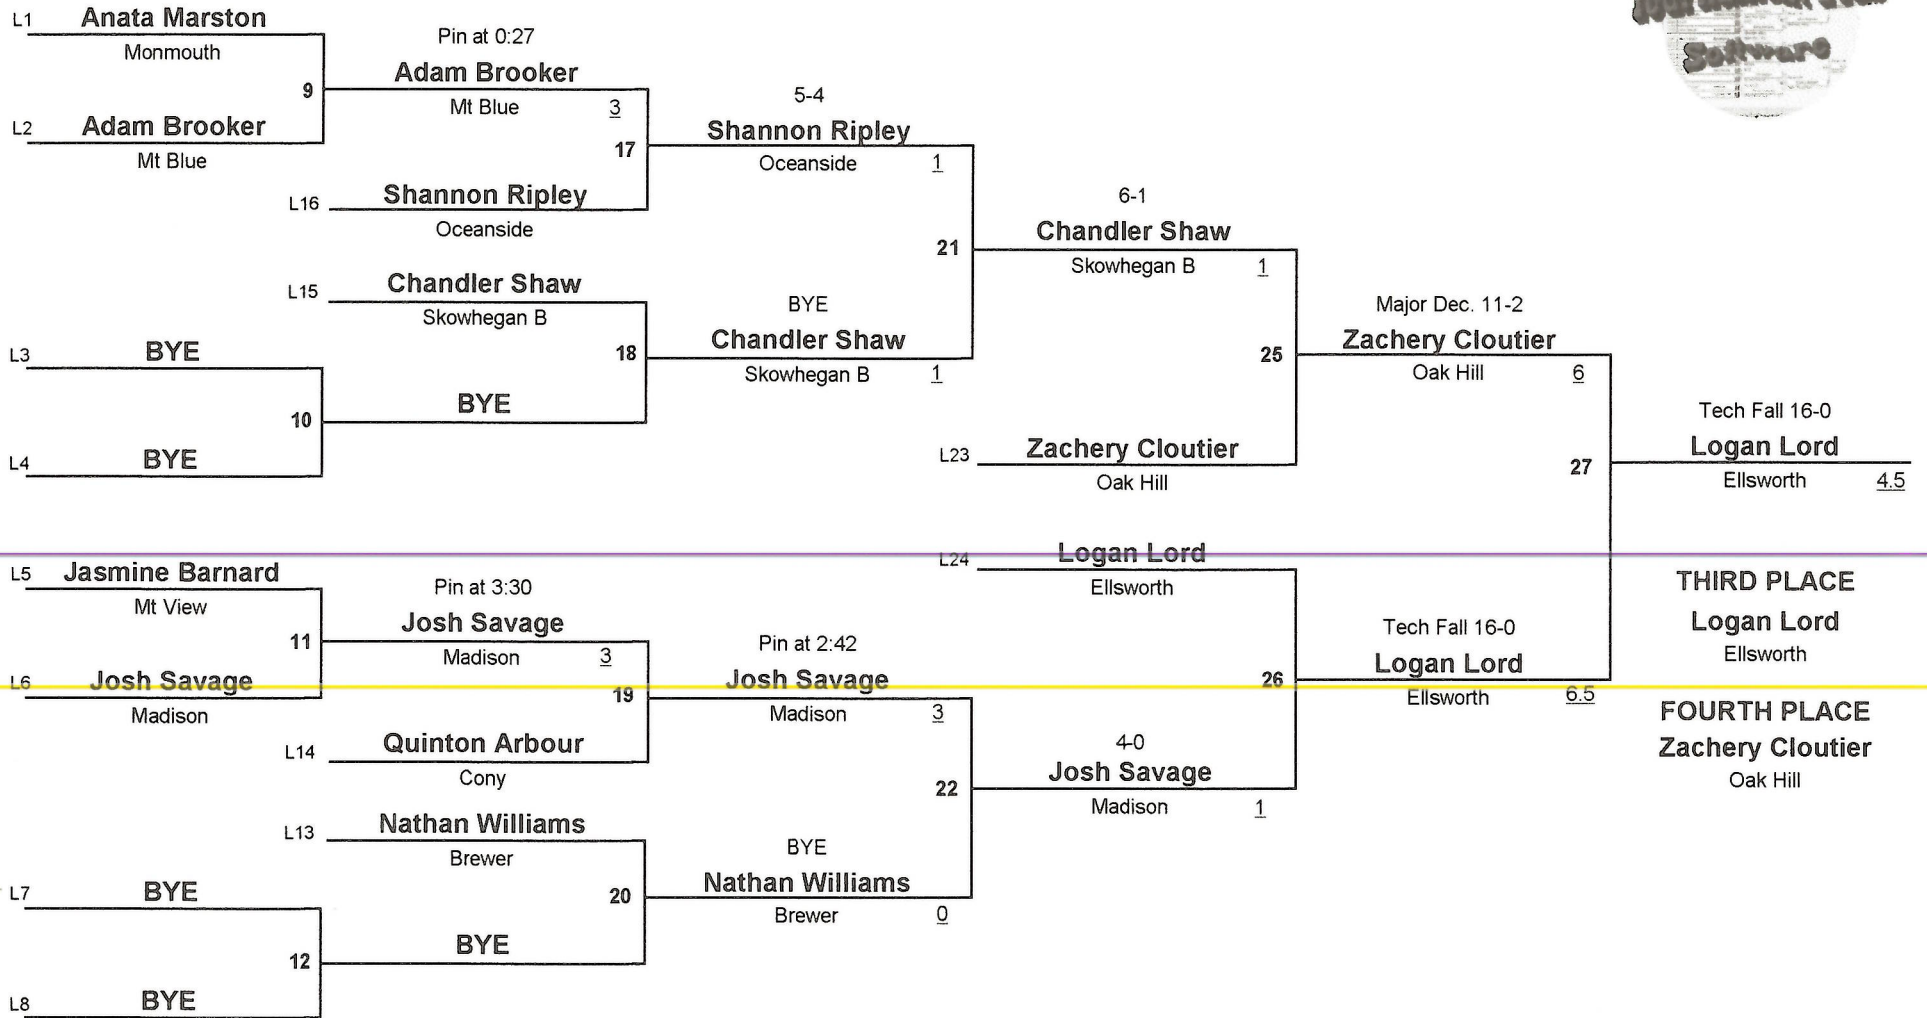 L1 Anata Marston
Monmouth
9
L2 Adam Brooker
Mt Blue
Pin at 0:27
Adam Brooker
Mt Blue 3
17
L16 Shannon Ripley
Oceanside
5-4
Shannon Ripley
Oceanside 1
21
L15 Chandler Shaw
Skowhegan B
18
L3 BYE
10 BYE
L4 BYE
BYE
Chandler Shaw
Skowhegan B 1
6-1
Chandler Shaw
Skowhegan B 1
25
L23 Zachery Cloutier
Oak Hill
Major Dec. 11-2
Zachery Cloutier
Oak Hill 6
27
Tech Fall 16-0
Logan Lord
Ellsworth 4.5
L24 Logan Lord
Ellsworth
26
L5 Jasmine Barnard
Mt View
11
L6 Josh Savage
Madison
Pin at 3:30
Josh Savage
Madison 3
19
L14 Quinton Arbour
Cony
Pin at 2:42
Josh Savage
Madison 3
22
L13 Nathan Williams
Brewer
20
L7 BYE
12 BYE
L8 BYE
BYE
Nathan Williams
Brewer 0
4-0
Josh Savage
Madison 1
Tech Fall 16-0
Logan Lord
Ellsworth 6.5
THIRD PLACE
Logan Lord
Ellsworth
FOURTH PLACE
Zachery Cloutier
Oak Hill
Software